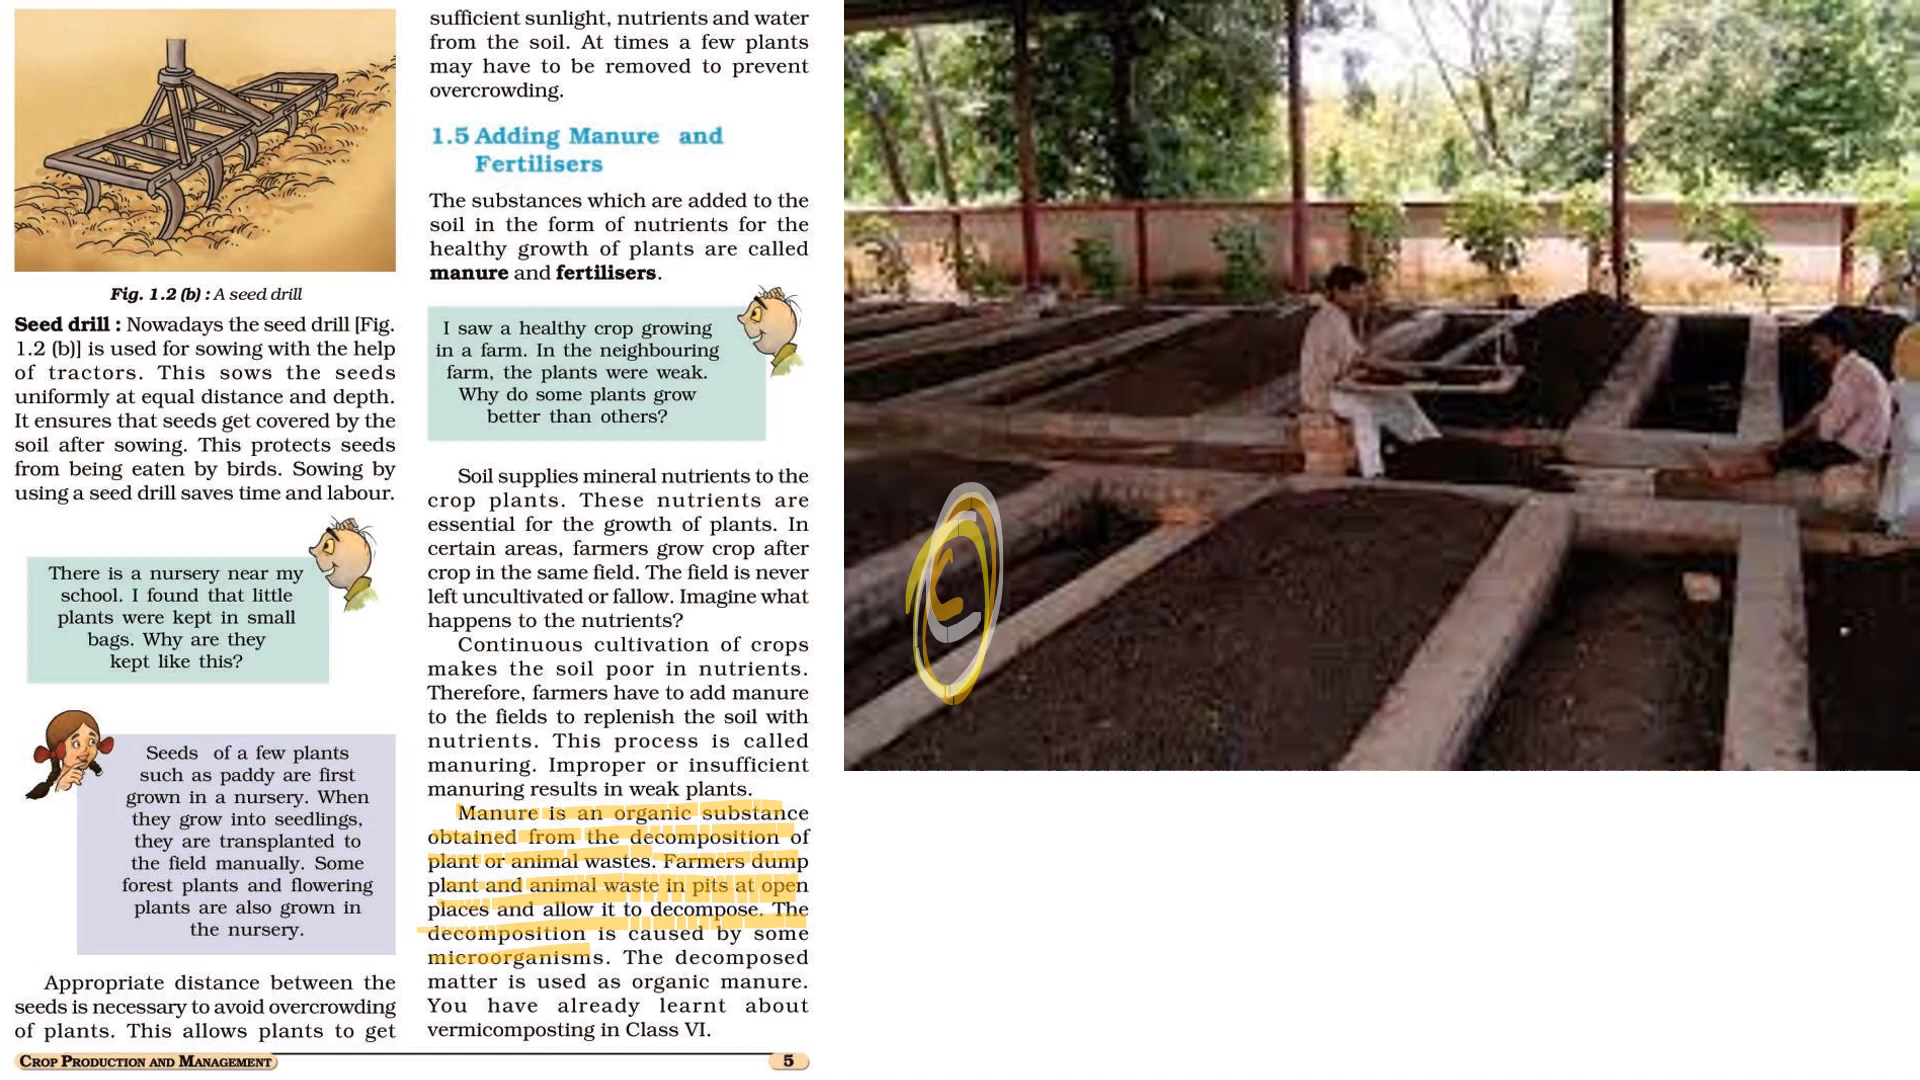 Fig. 1.2 (b) : A seed drill
Seed drill : Nowadays the seed drill [Fig.
1.2 (b)] is used for sowing with the help
of tractors. This sows the seeds
uniformly at equal distance and depth.
It ensures that seeds get covered by the
soil after sowing. This protects seeds
from being eaten by birds. Sowing by
using a seed drill saves time and labour.
There is a nursery near my
school. I found that little
plants were kept in small
bags. Why are they
kept like this?
Seeds of a few plants
such as paddy are first
grown in a nursery. When
they grow into seedlings,
they are transplanted to
the field manually. Some
forest plants and flowering
plants are also grown in
the nursery.
Appropriate distance between the
seeds is necessary to avoid overcrowding
of plants. This allows plants to get
sufficient sunlight, nutrients and water
from the soil. At times a few plants
may have to be removed to prevent
overcrowding.
1.5 Adding Manure and
Fertilisers
The substances which are added to the
soil in the form of nutrients for the
healthy growth of plants are called
manure and fertilisers.
I saw a healthy crop growing
in a farm. In the neighbouring
farm, the plants were weak.
Why do some plants grow
better than others?
Soil supplies mineral nutrients to the
crop plants. These nutrients are
essential for the growth of plants. In
certain areas, farmers grow crop after
crop in the same field. The field is never
left uncultivated or fallow. Imagine what
happens to the nutrients?
Continuous cultivation of crops
makes the soil poor in nutrients.
Therefore, farmers have to add manure
to the fields to replenish the soil with
nutrients. This process is called
manuring. Improper or insufficient
manuring results in weak plants.
Manure is an organic substance
obtained from the decomposition of
plant or animal wastes. Farmers dump
plant and animal waste in pits at open
places and allow it to decompose. The
decomposition is caused by some
microorganisms. The decomposed
matter is used as organic manure.
You have already learnt about
vermicomposting in Class VI.
CROP PRODUCTION AND MANAGEMENT
5
C